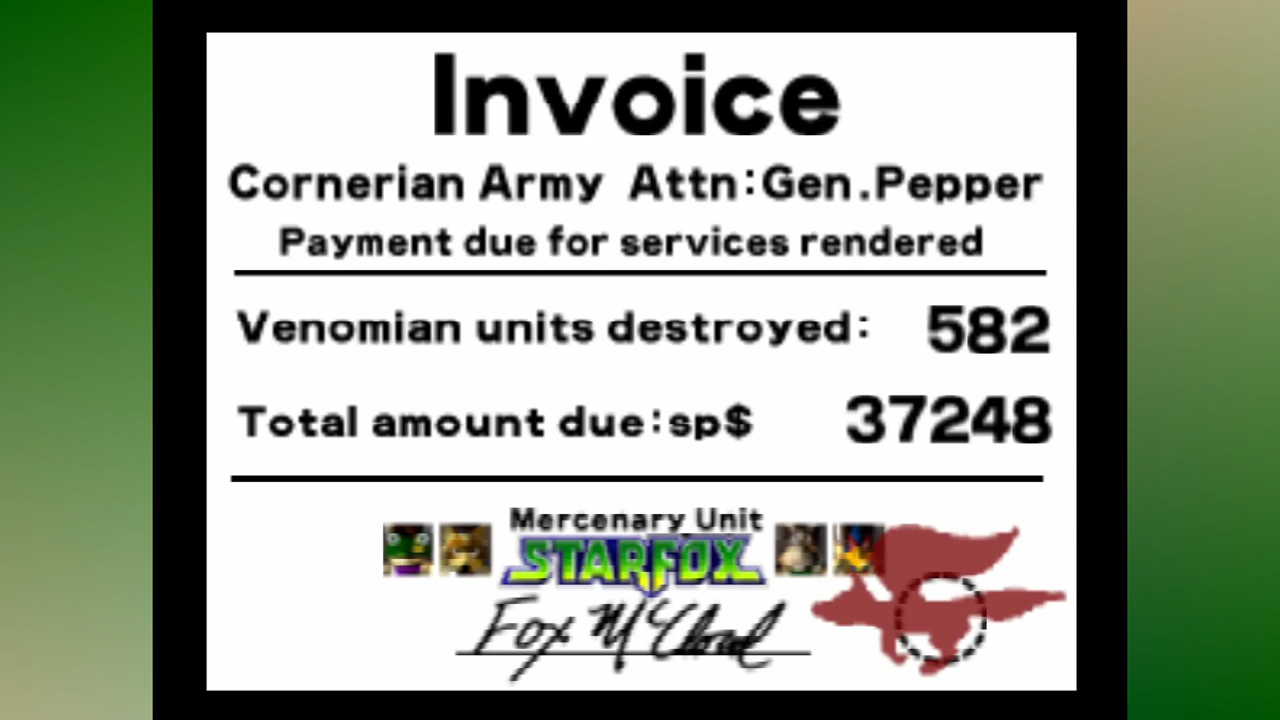 Invoice
Cornerian Army Attn:Gen.Pepper
Payment due for services rendered
Venomian units destroyed: 582
Total amount due:sp$ 37248
Mercenary Unit
STARFOX
Fox McCloud